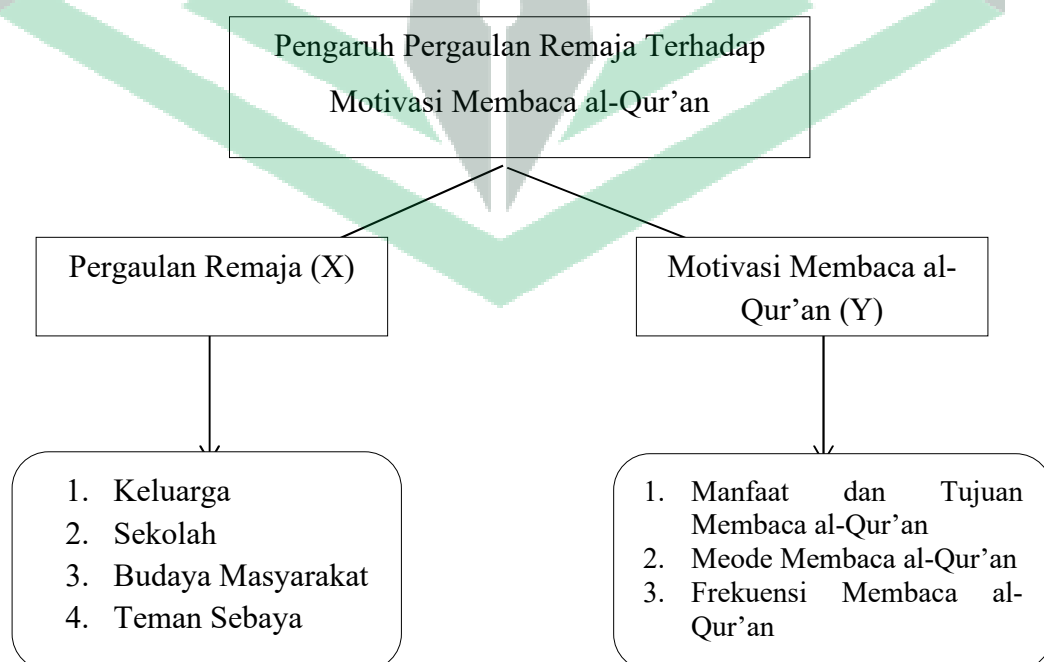 Pengaruh Pergaulan Remaja Terhadap
Motivasi Membaca al-Qur’an
Pergaulan Remaja (X)
Motivasi Membaca al-
Qur’an (Y)
1. Keluarga
2. Sekolah
3. Budaya Masyarakat
4. Teman Sebaya
1. Manfaat dan Tujuan
Membaca al-Qur’an
2. Meode Membaca al-Qur’an
3. Frekuensi Membaca al-
Qur’an